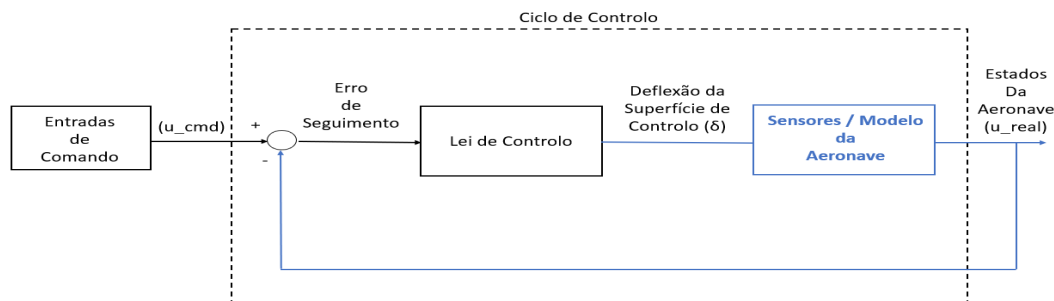 Ciclo de Controlo
Entradas
de
Comando
(u_cmd)
+
-
Erro
de
Seguimento
Lei de Controlo
Deflexão da
Superfície de
Controlo (δ)
Sensores / Modelo
da
Aeronave
Estados
Da
Aeronave
(u_real)